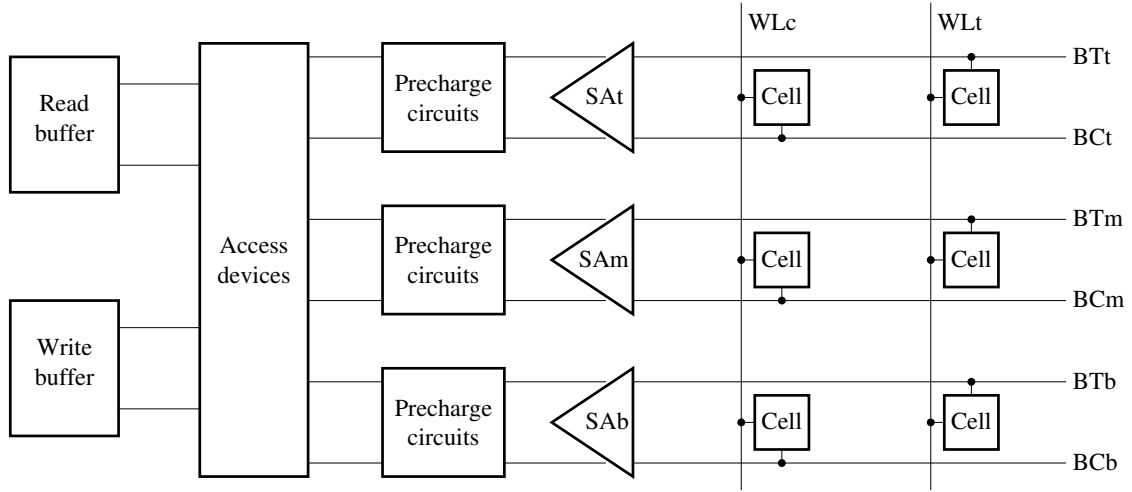 WLc
WLt
BTt
Read
buffer
Precharge
circuits
SAt
Cell
Cell
BCt
Access
devices
Precharge
circuits
SAm
Cell
Cell
BTm
BCm
Write
buffer
Precharge
circuits
SAb
Cell
Cell
BTb
BCb